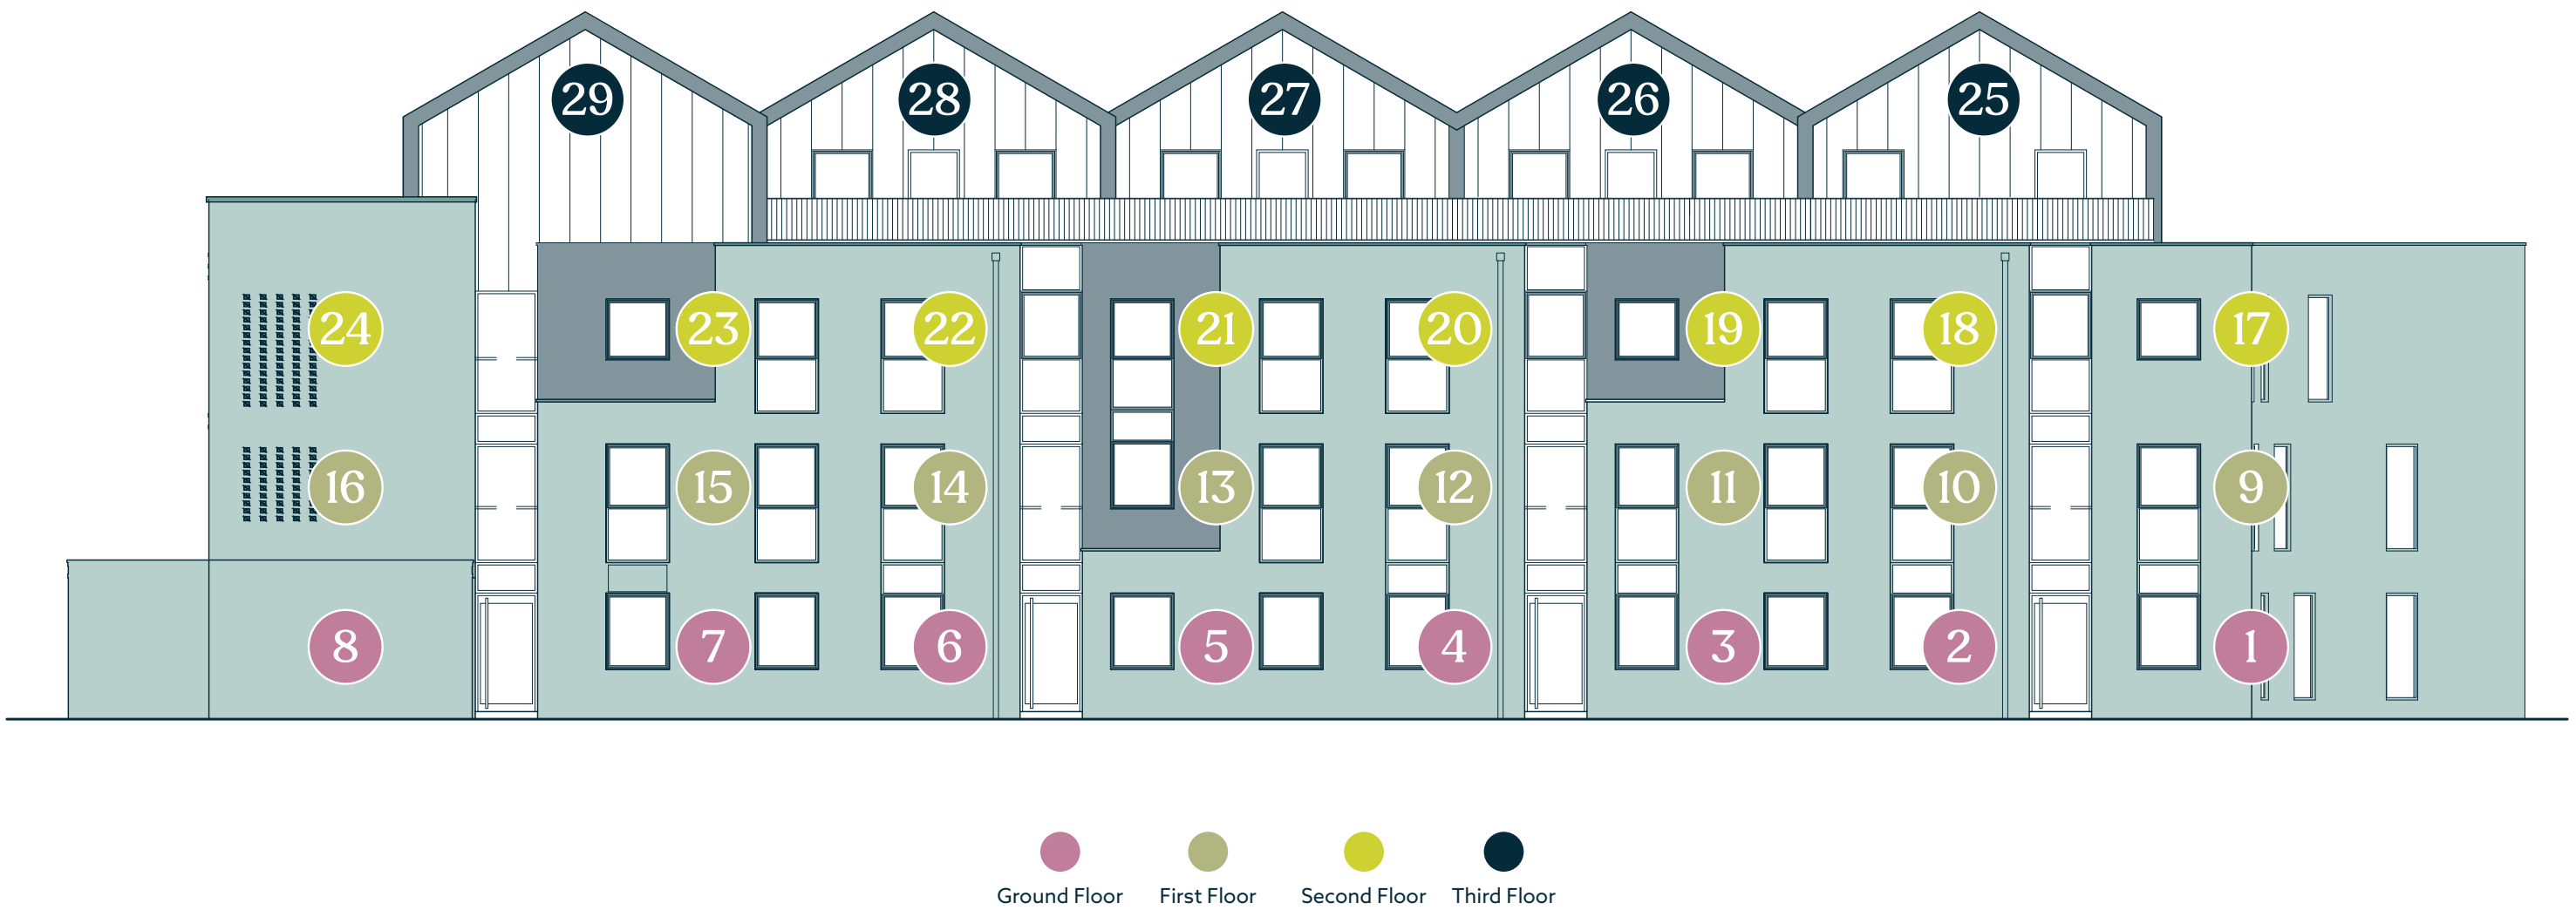 29 28 27 26 25
24 23 22 21 20 19 18 17
16 15 14 13 12 11 10 9
8 7 6 5 4 3 2 1
Ground Floor First Floor Second Floor Third Floor